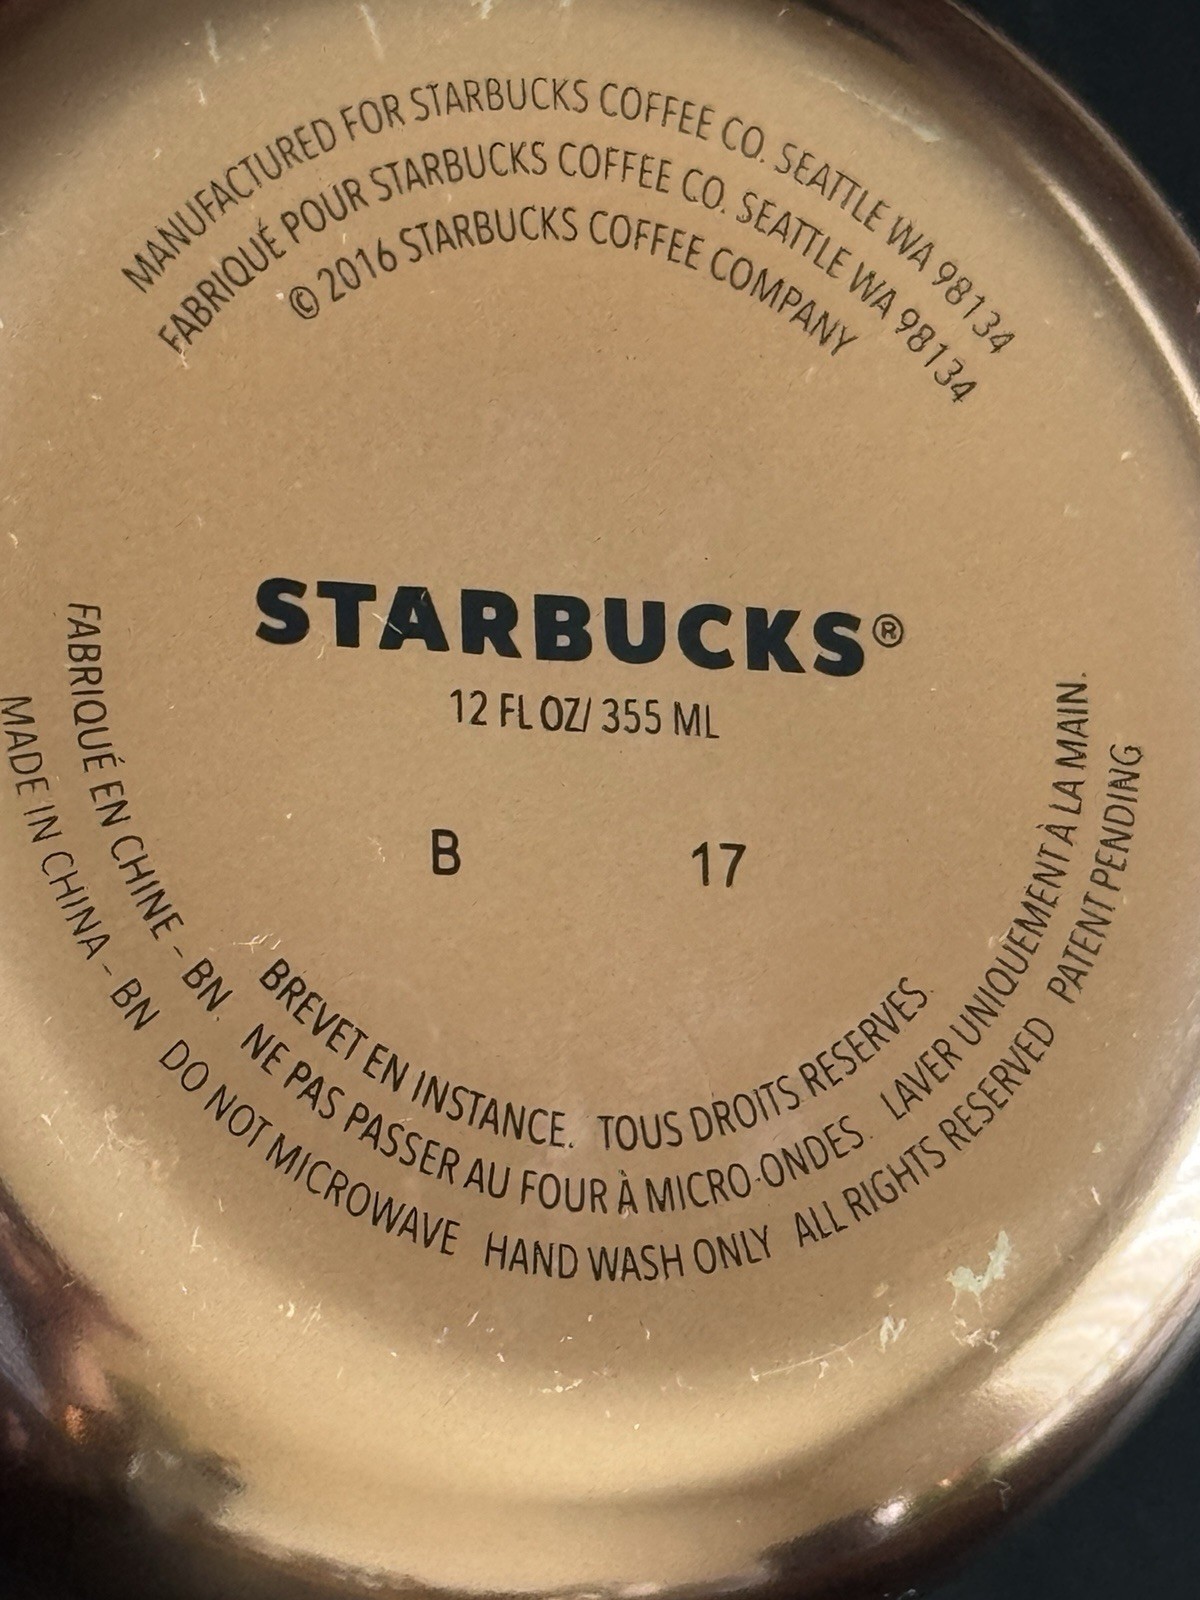 MANUFACTURED FOR STARBUCKS COFFEE CO. SEATTLE WA 98134
FABRIQUÉ POUR STARBUCKS COFFEE CO. SEATTLE WA 98134
© 2016 STARBUCKS COFFEE COMPANY
STARBUCKS®
12 FL OZ/ 355 ML
B 17
BREVET EN INSTANCE. TOUS DROITS RESERVES.
FABRIQUÉ EN CHINE - BN. NE PAS PASSER AU FOUR À MICRO-ONDES. LAVER UNIQUEMENT À LA MAIN.
MADE IN CHINA - BN DO NOT MICROWAVE HAND WASH ONLY ALL RIGHTS RESERVED PATENT PENDING